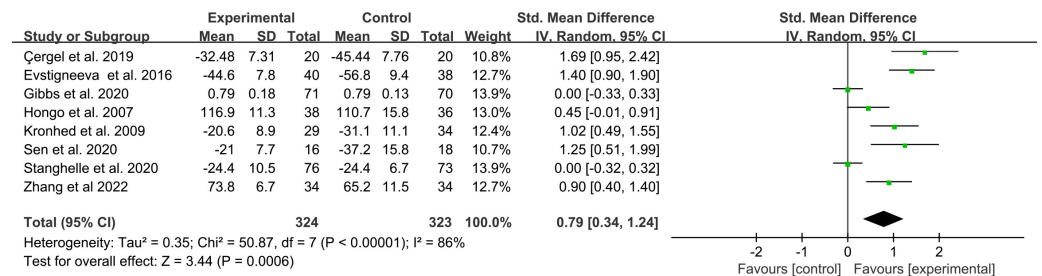 Experimental Control Std. Mean Difference Std. Mean Difference
Study or Subgroup Mean SD Total Mean SD Total Weight IV. Random. 95% CI IV. Random. 95% CI
Çergel et al. 2019 -32.48 7.31 20 -45.44 7.76 20 10.8% 1.69 [0.95, 2.42]
Evstigneeva et al. 2016 -44.6 7.8 40 -56.8 9.4 38 12.8% 1.40 [0.90, 1.90]
Gibbs et al. 2020 0.79 0.18 71 0.79 0.13 70 13.9% 0.00 [-0.33, 0.33]
Hongo et al. 2007 116.9 11.3 38 110.7 15.8 36 13.0% 0.45 [-0.01, 0.91]
Kronhed et al. 2009 -20.6 8.9 29 -31.1 11.1 34 12.4% 1.02 [0.49, 1.55]
Sen et al. 2020 -21 7.7 16 -37.2 15.8 18 10.7% 1.25 [0.51, 1.99]
Stanghelle et al. 2020 -24.4 10.5 76 -24.4 6.7 73 13.9% 0.00 [-0.32, 0.32]
Zhang et al 2022 73.8 6.7 34 65.2 11.5 34 12.7% 0.90 [0.40, 1.40]
Total (95% CI) 324 323 100.0% 0.79 [0.34, 1.24]
Heterogeneity: Tau² = 0.35; Chi² = 50.87, df = 7 (P < 0.00001); I² = 86%
Test for overall effect: Z = 3.44 (P = 0.0006)
-2 -1 0 1 2
Favours [control] Favours [experimental]